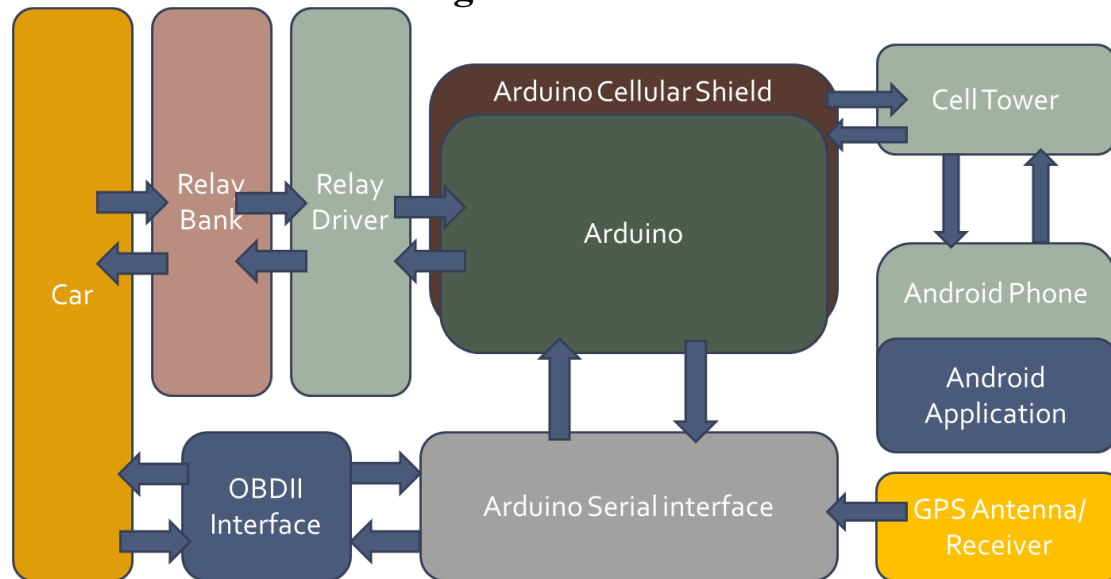 Arduino Cellular Shield
Cell Tower
Relay
Bank
Relay
Driver
Arduino
Car
Android Phone
Android
Application
OBDII
Interface
Arduino Serial interface
GPS Antenna/
Receiver